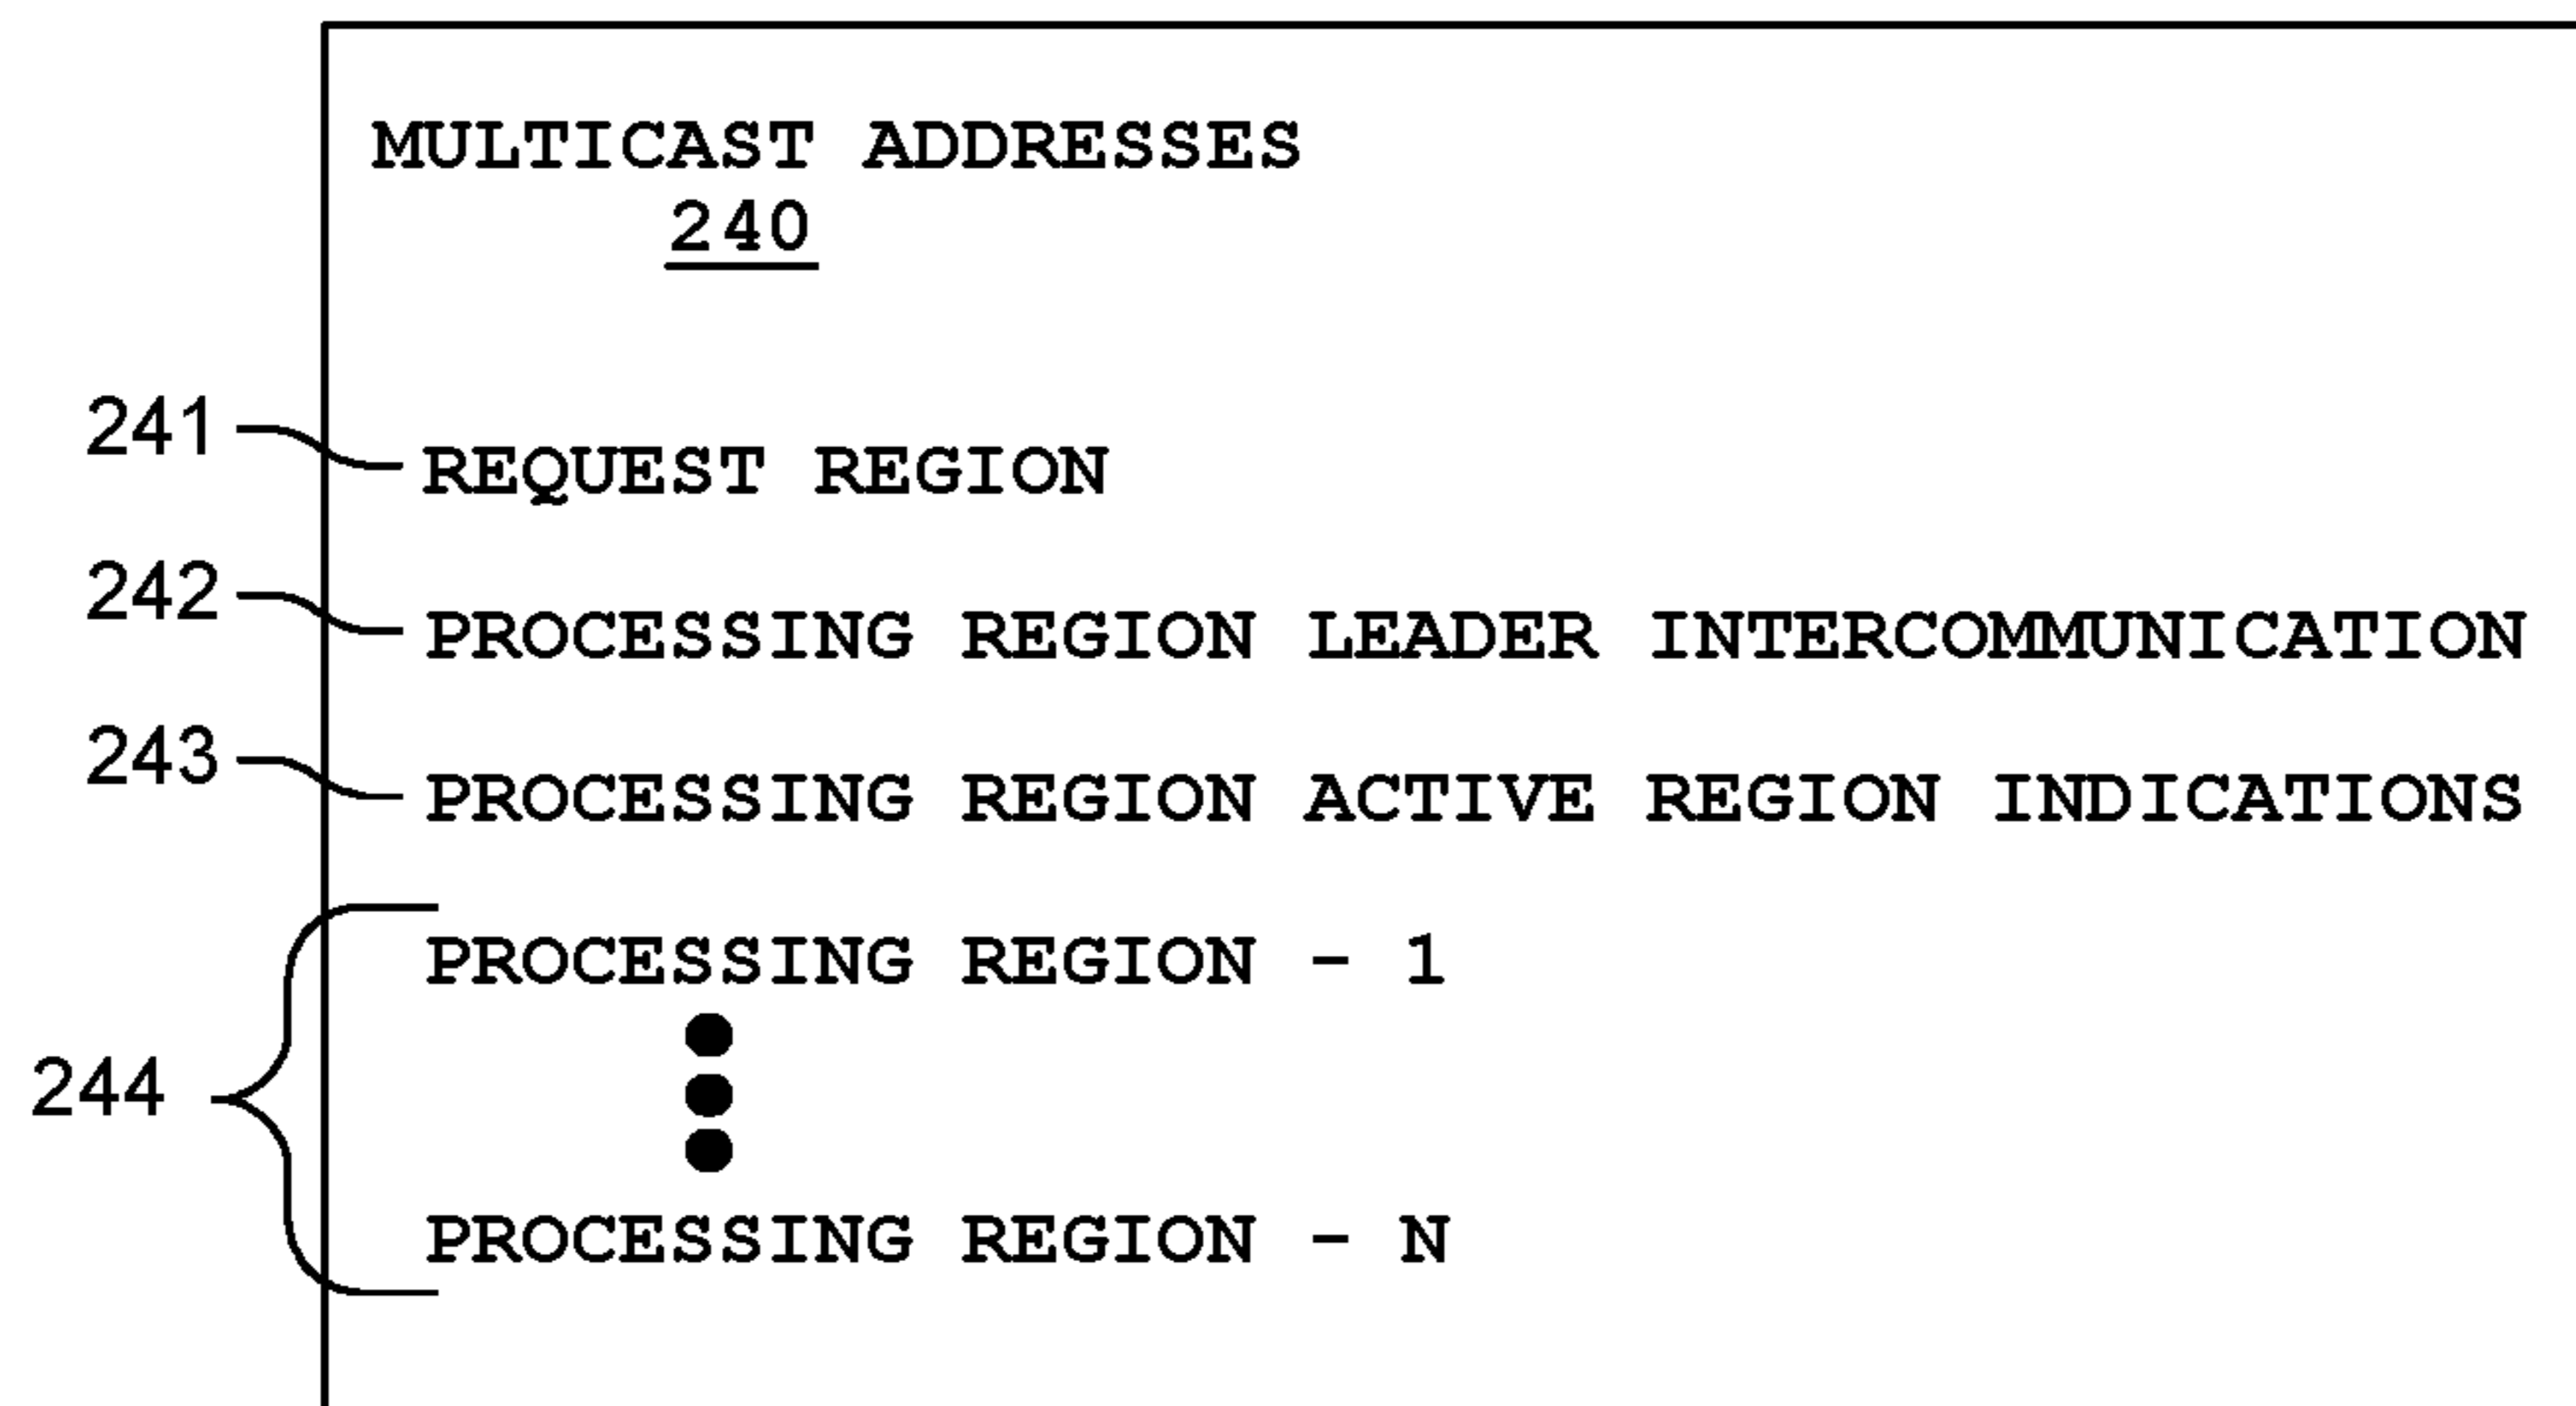 MULTICAST ADDRESSES
240
241 REQUEST REGION
242 PROCESSING REGION LEADER INTERCOMMUNICATION
243 PROCESSING REGION ACTIVE REGION INDICATIONS
PROCESSING REGION - 1
244
PROCESSING REGION - N